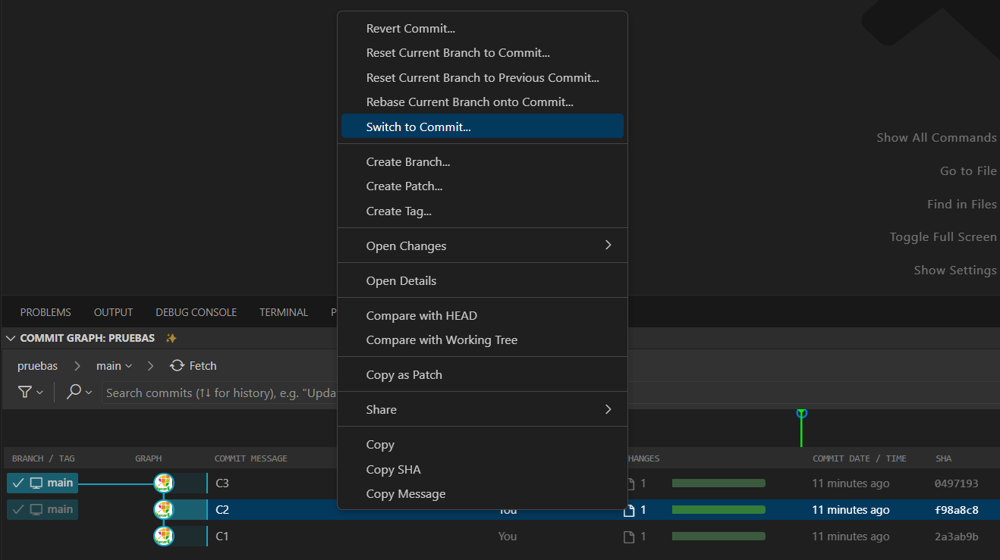 Revert Commit...
Reset Current Branch to Commit...
Reset Current Branch to Previous Commit...
Rebase Current Branch onto Commit...
Switch to Commit...
Create Branch...
Create Patch...
Create Tag...
Open Changes
Open Details
Compare with HEAD
Compare with Working Tree
Copy as Patch
Share
Copy
Copy SHA
Copy Message
Show All Commands
Go to File
Find in Files
Toggle Full Screen
Show Settings
PROBLEMS OUTPUT DEBUG CONSOLE TERMINAL P
COMMIT GRAPH: PRUEBAS
pruebas main Fetch
Search commits (↑↓ for history), e.g. "Upda
BRANCH / TAG GRAPH COMMIT MESSAGE HANGES COMMIT DATE / TIME SHA
main C3 1 11 minutes ago 0497193
main C2 You 1 11 minutes ago f98a8c8
C1 You 1 11 minutes ago 2a3ab9b